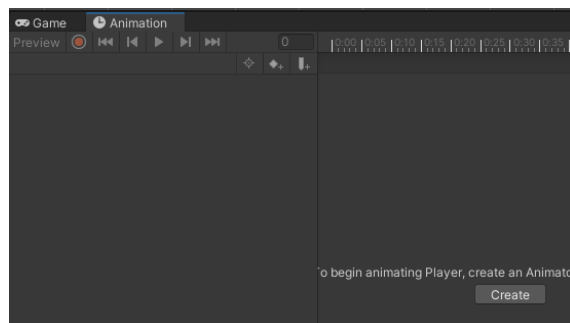 Game Animation
Preview 0 0:00 0:05 0:10 0:15 0:20 0:25 0:30 0:35
o begin animating Player, create an Animato
Create